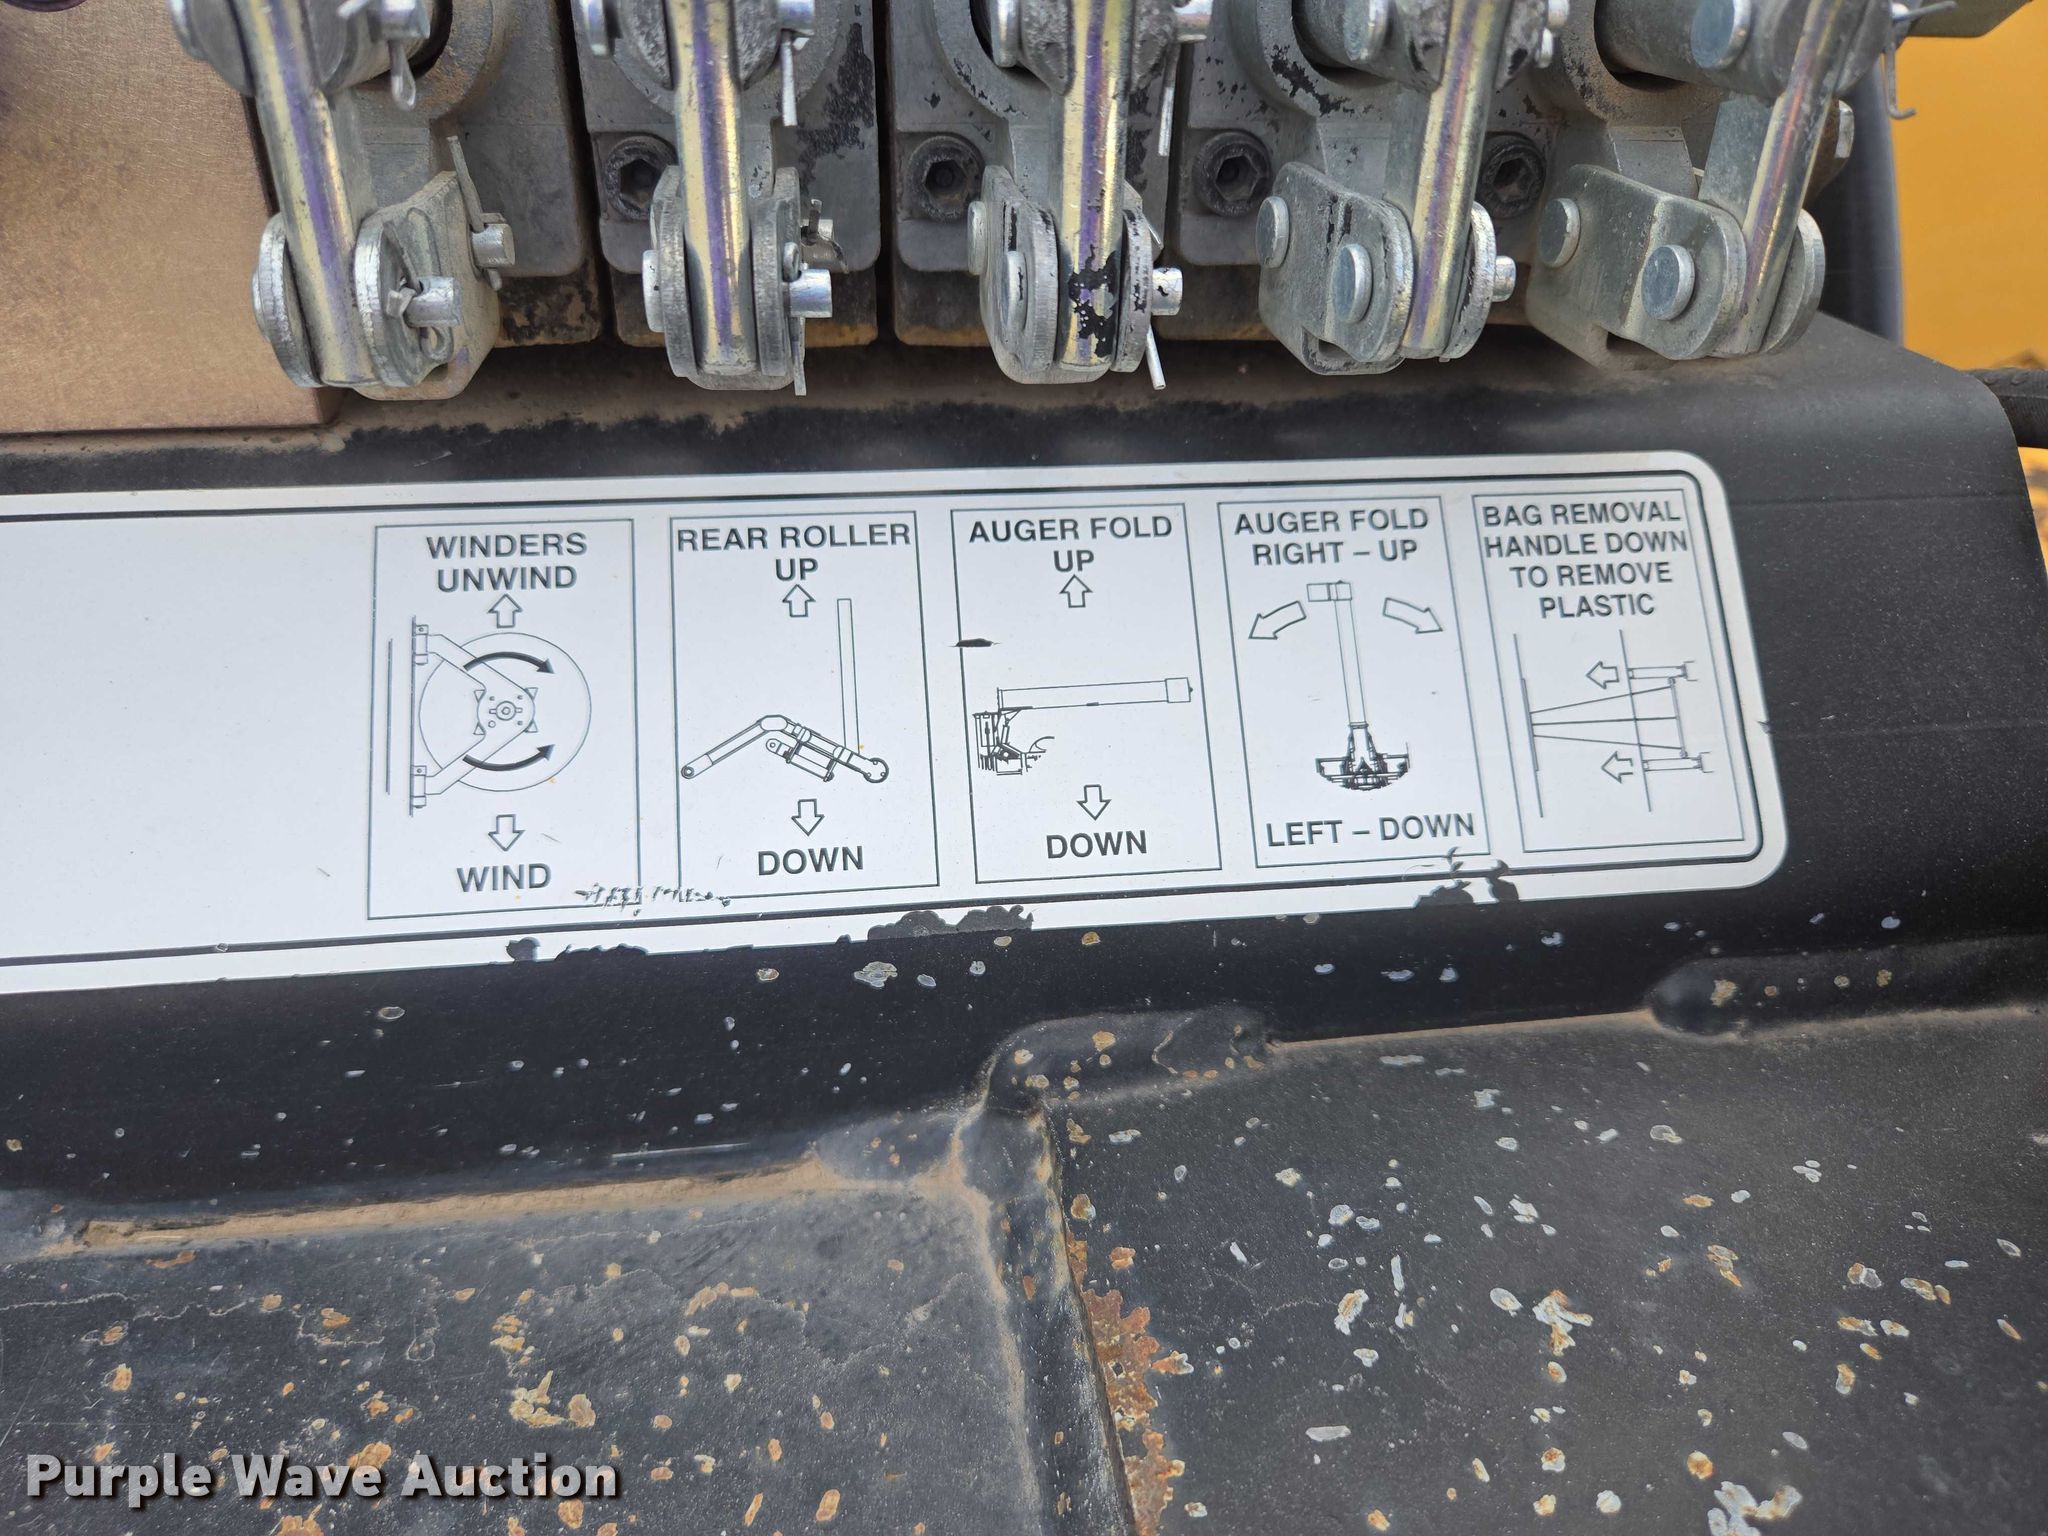 WINDERS
UNWIND
WIND
REAR ROLLER
UP
DOWN
AUGER FOLD
UP
DOWN
AUGER FOLD
RIGHT – UP
LEFT – DOWN
BAG REMOVAL
HANDLE DOWN
TO REMOVE
PLASTIC
Purple Wave Auction